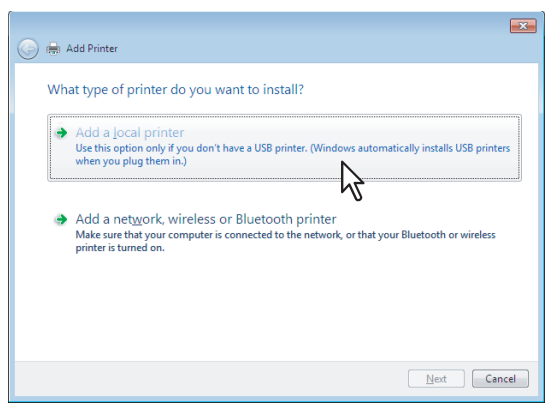 Add Printer
What type of printer do you want to install?
Add a local printer
Use this option only if you don't have a USB printer. (Windows automatically installs USB printers
when you plug them in.)
Add a network, wireless or Bluetooth printer
Make sure that your computer is connected to the network, or that your Bluetooth or wireless
printer is turned on.
Next Cancel